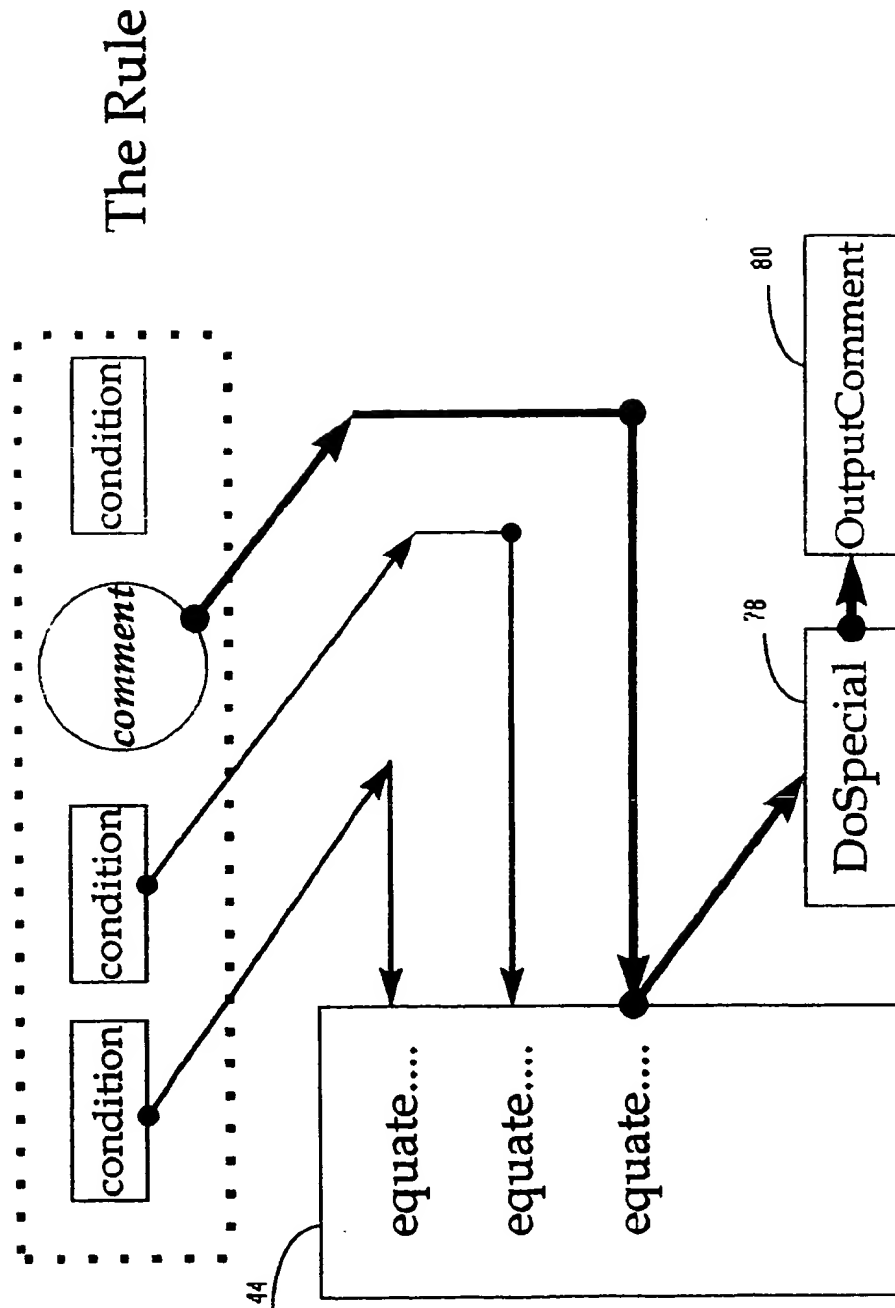 The Rule
condition
condition
comment
condition
44
equate....
equate....
equate....
78
DoSpecial
80
OutputComment